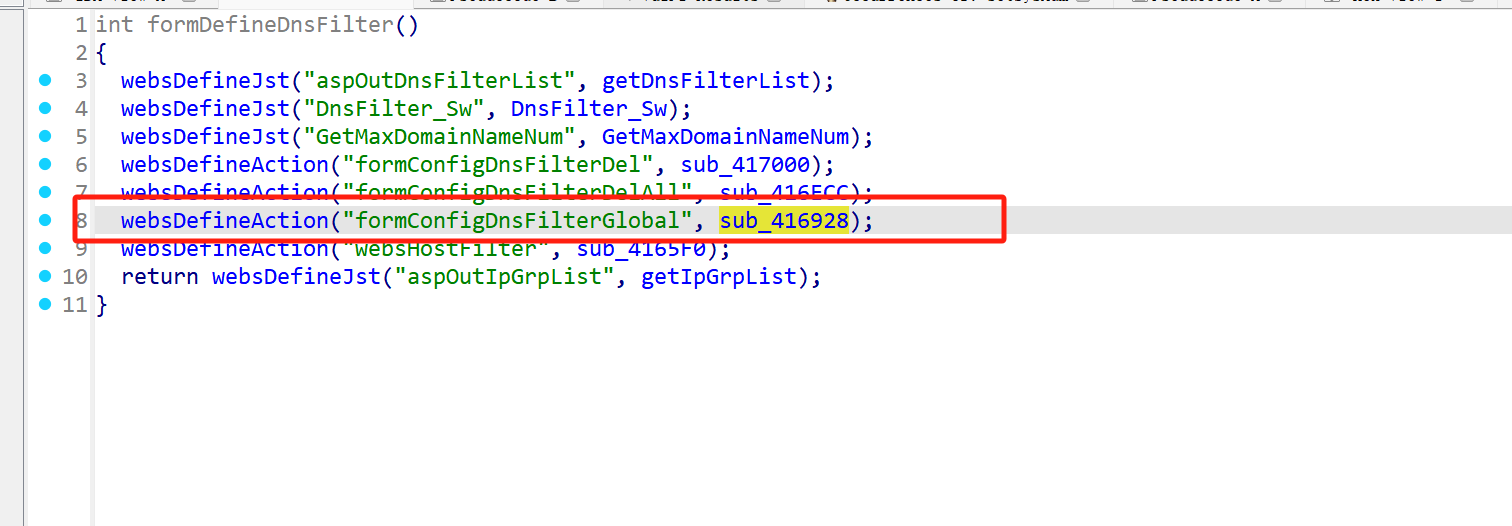 1 int formDefineDnsFilter()
2 {
3 websDefineJst("aspOutDnsFilterList", getDnsFilterList);
4 websDefineJst("DnsFilter_Sw", DnsFilter_Sw);
5 websDefineJst("GetMaxDomainNameNum", GetMaxDomainNameNum);
6 websDefineAction("formConfigDnsFilterDel", sub_417000);
7 websDefineAction("formConfigDnsFilterDelAll", sub_416ECC);
8 websDefineAction("formConfigDnsFilterGlobal", sub_416928);
9 websDefineAction("websHostFilter", sub_4165F0);
10 return websDefineJst("aspOutIpGrpList", getIpGrpList);
11 }